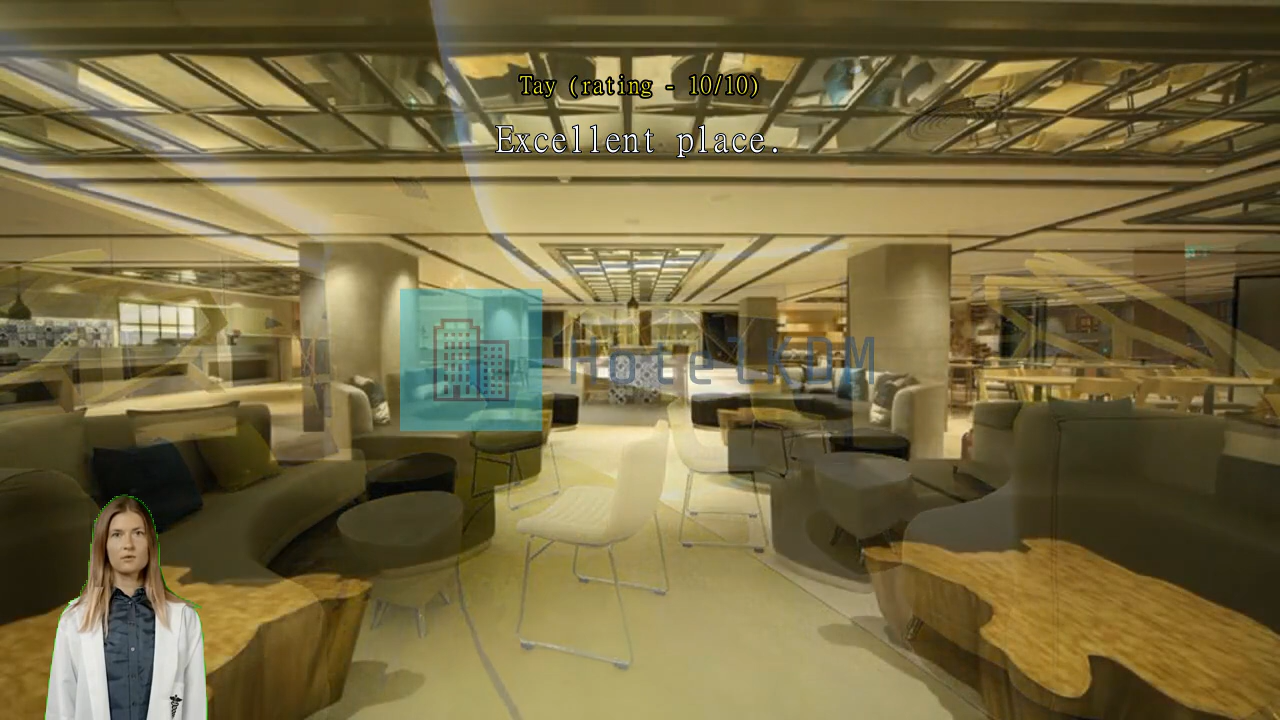 Tay (rating - 10/10)
Excellent place.
HotelKDM